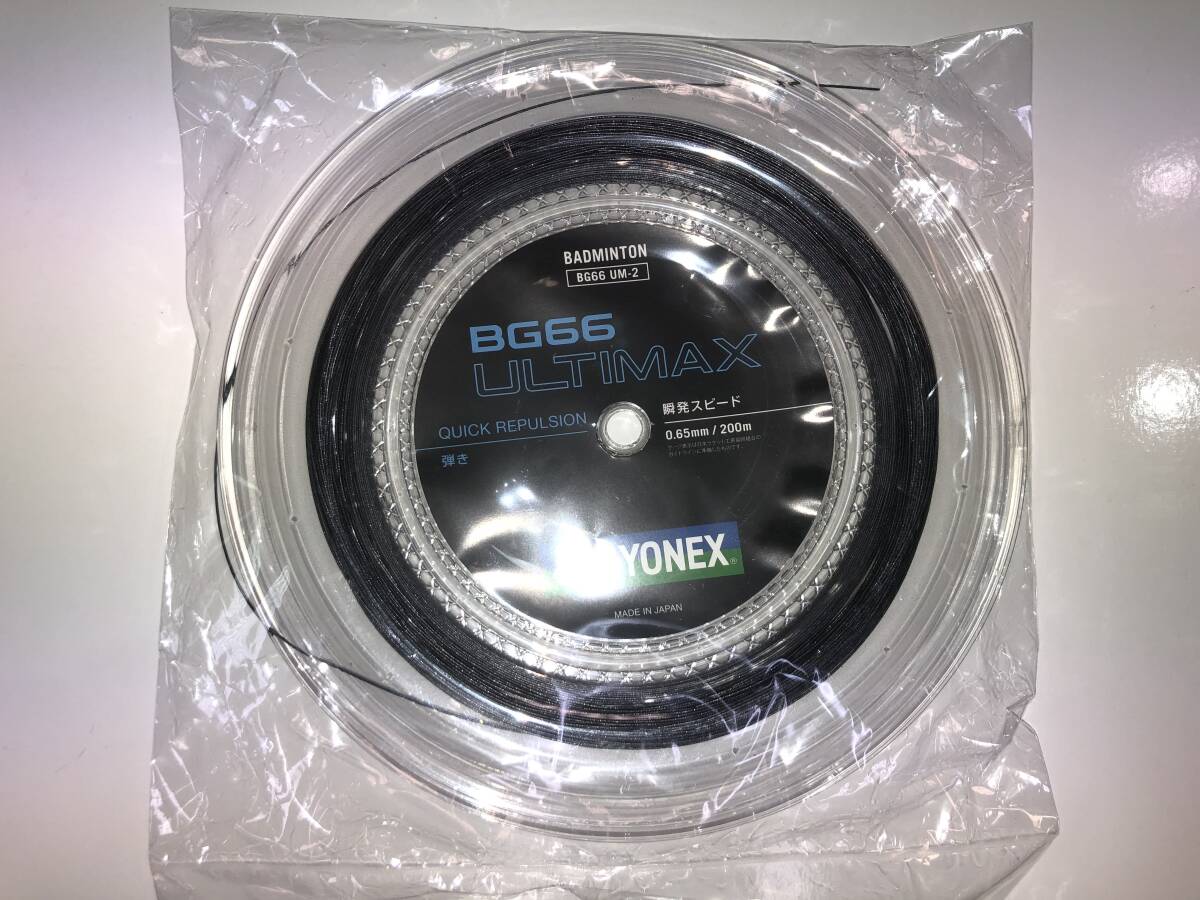 BADMINTON
BG66 UM-2
BG66
ULTIMAX
QUICK REPULSION
弾き
瞬発スピード
0.65mm / 200m
YONEX®
MADE IN JAPAN